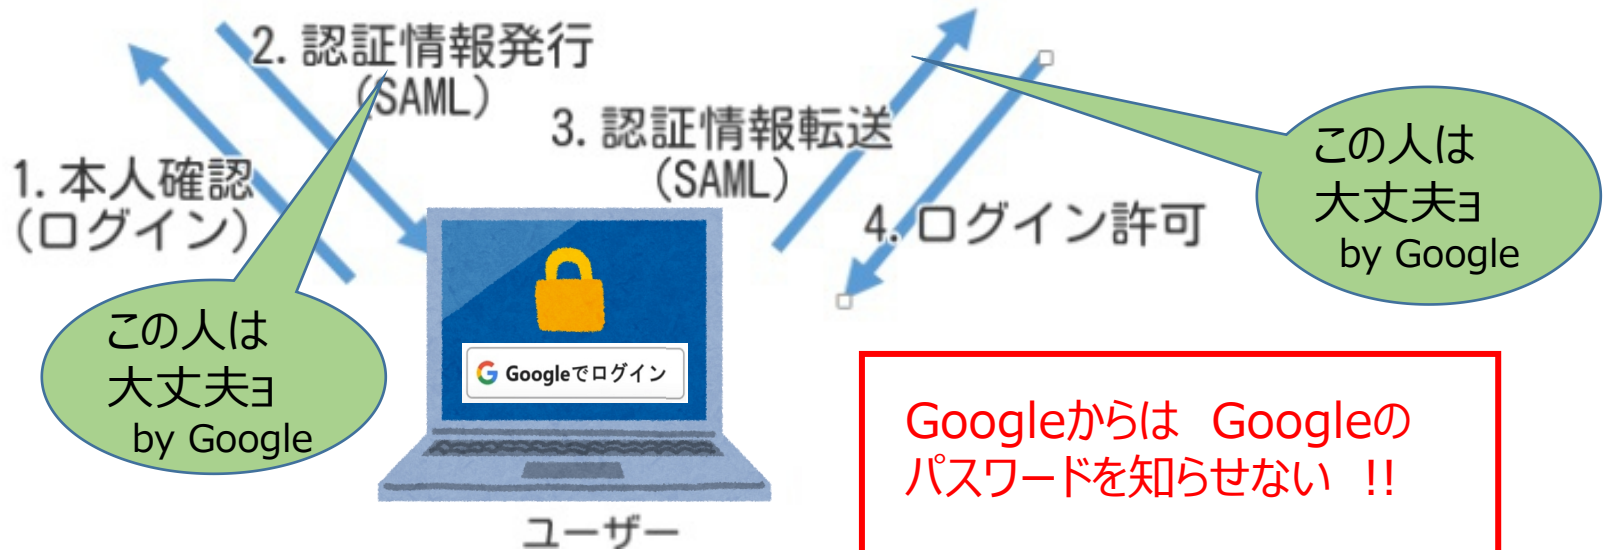 2. 認証情報発行
(SAML)
3. 認証情報転送
(SAML)
1. 本人確認
(ログイン)
4. ログイン許可
この人は
大丈夫ョ
by Google
この人は
大丈夫ョ
by Google
Googleでログイン
Googleからは Googleの
パスワードを知らせない !!
ユーザー